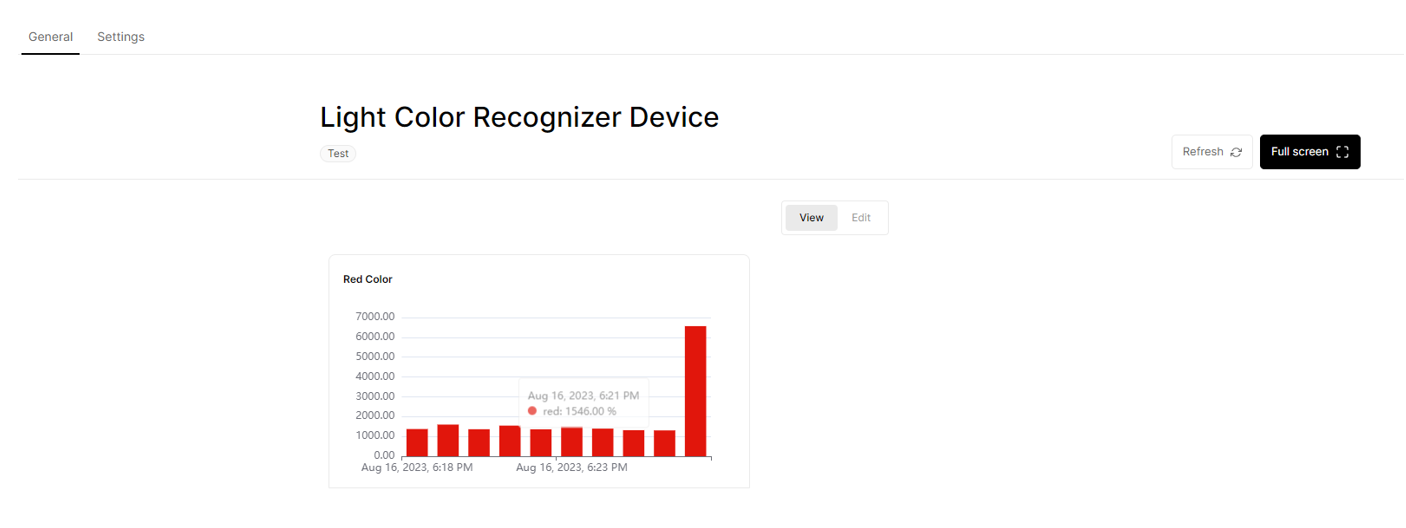 General Settings
Light Color Recognizer Device
Test
Refresh Full screen
View Edit
Red Color
7000.00
6000.00
5000.00
4000.00
3000.00
2000.00
1000.00
0.00
Aug 16, 2023, 6:21 PM
red: 1546.00 %
Aug 16, 2023, 6:18 PM Aug 16, 2023, 6:23 PM